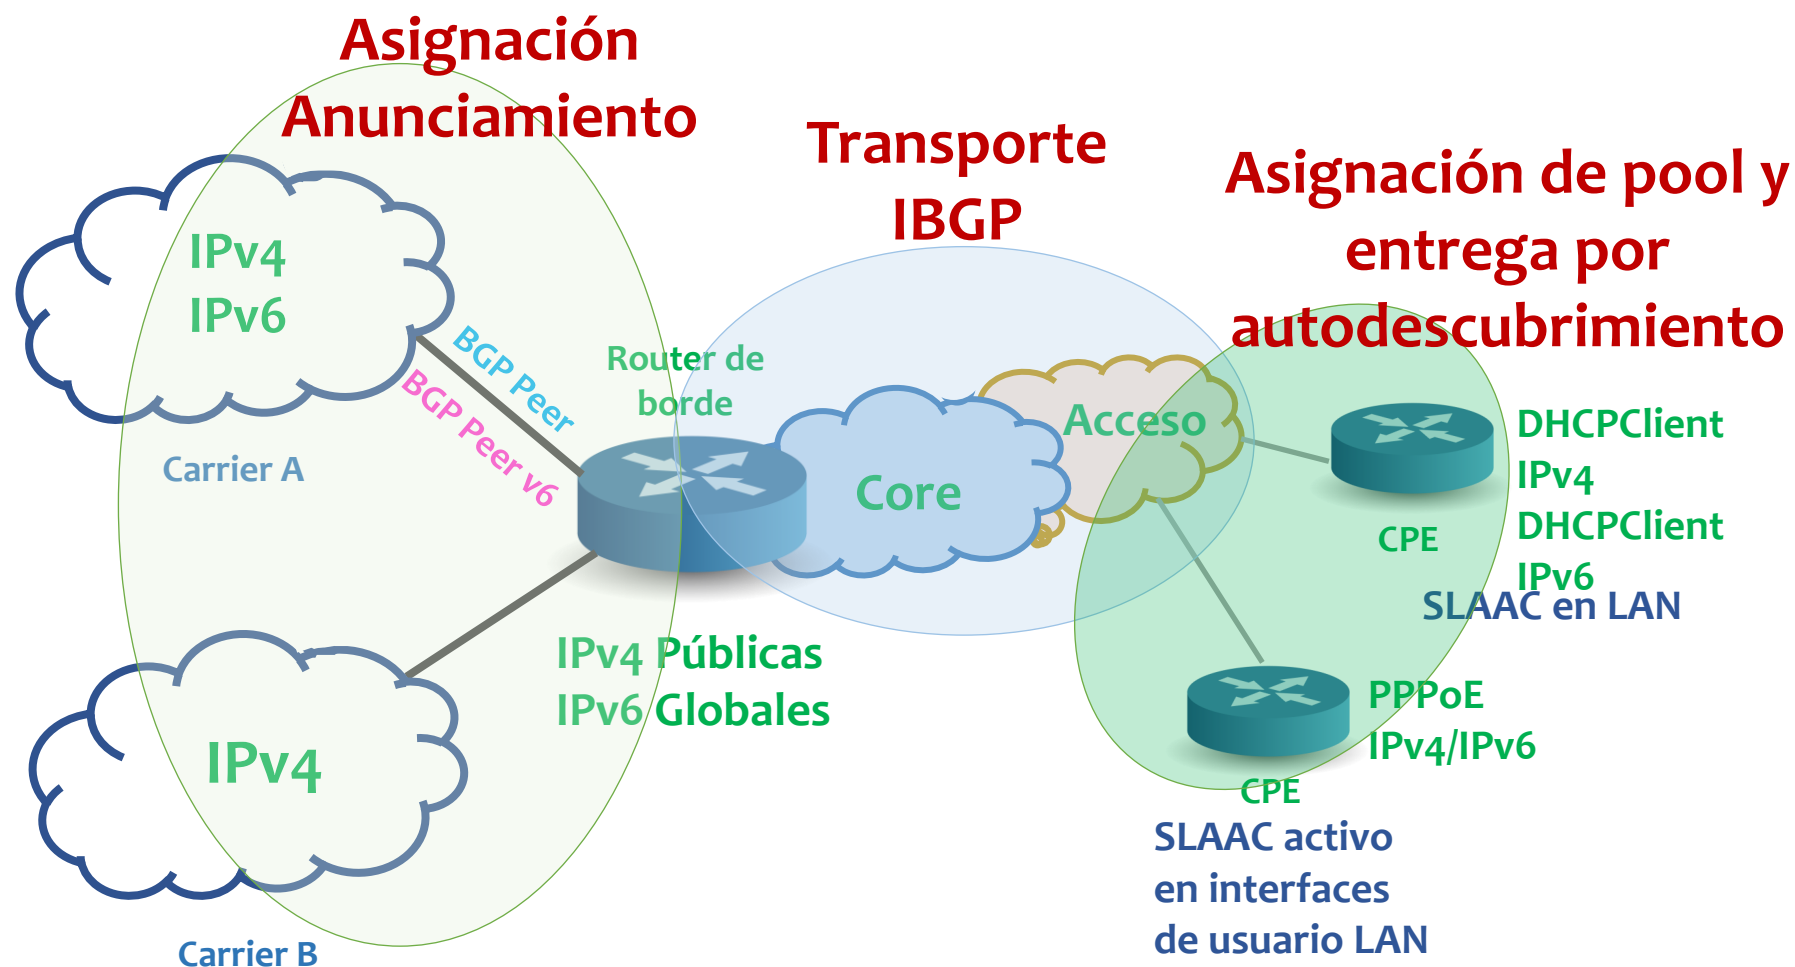 Asignación
Anunciamiento
Transporte
IBGP
Asignación de pool y
entrega por
autodescubrimiento
IPv4
IPv6
BGP Peer
BGP Peer v6
Carrier A
Router de
borde
Core
Acceso
DHCPClient
IPv4
DHCPClient
IPv6
CPE
SLAAC en LAN
IPv4 Públicas
IPv6 Globales
IPv4
Carrier B
PPPoE
IPv4/IPv6
CPE
SLAAC activo
en interfaces
de usuario LAN